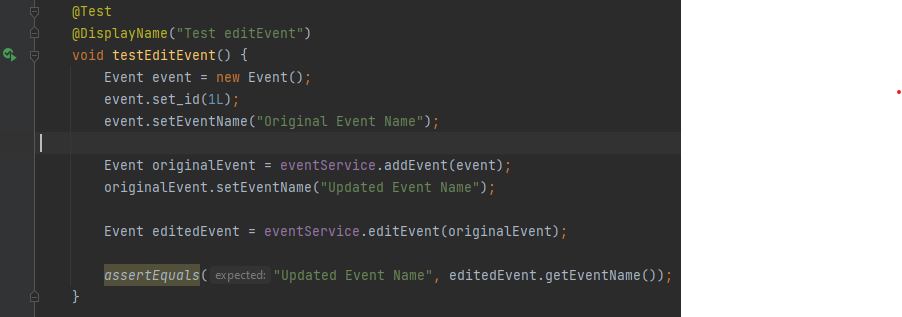 @Test
@DisplayName("Test editEvent")
void testEditEvent() {
Event event = new Event();
event.set_id(1L);
event.setEventName("Original Event Name");
Event originalEvent = eventService.addEvent(event);
originalEvent.setEventName("Updated Event Name");
Event editedEvent = eventService.editEvent(originalEvent);
assertEquals( expected: "Updated Event Name", editedEvent.getEventName());
}